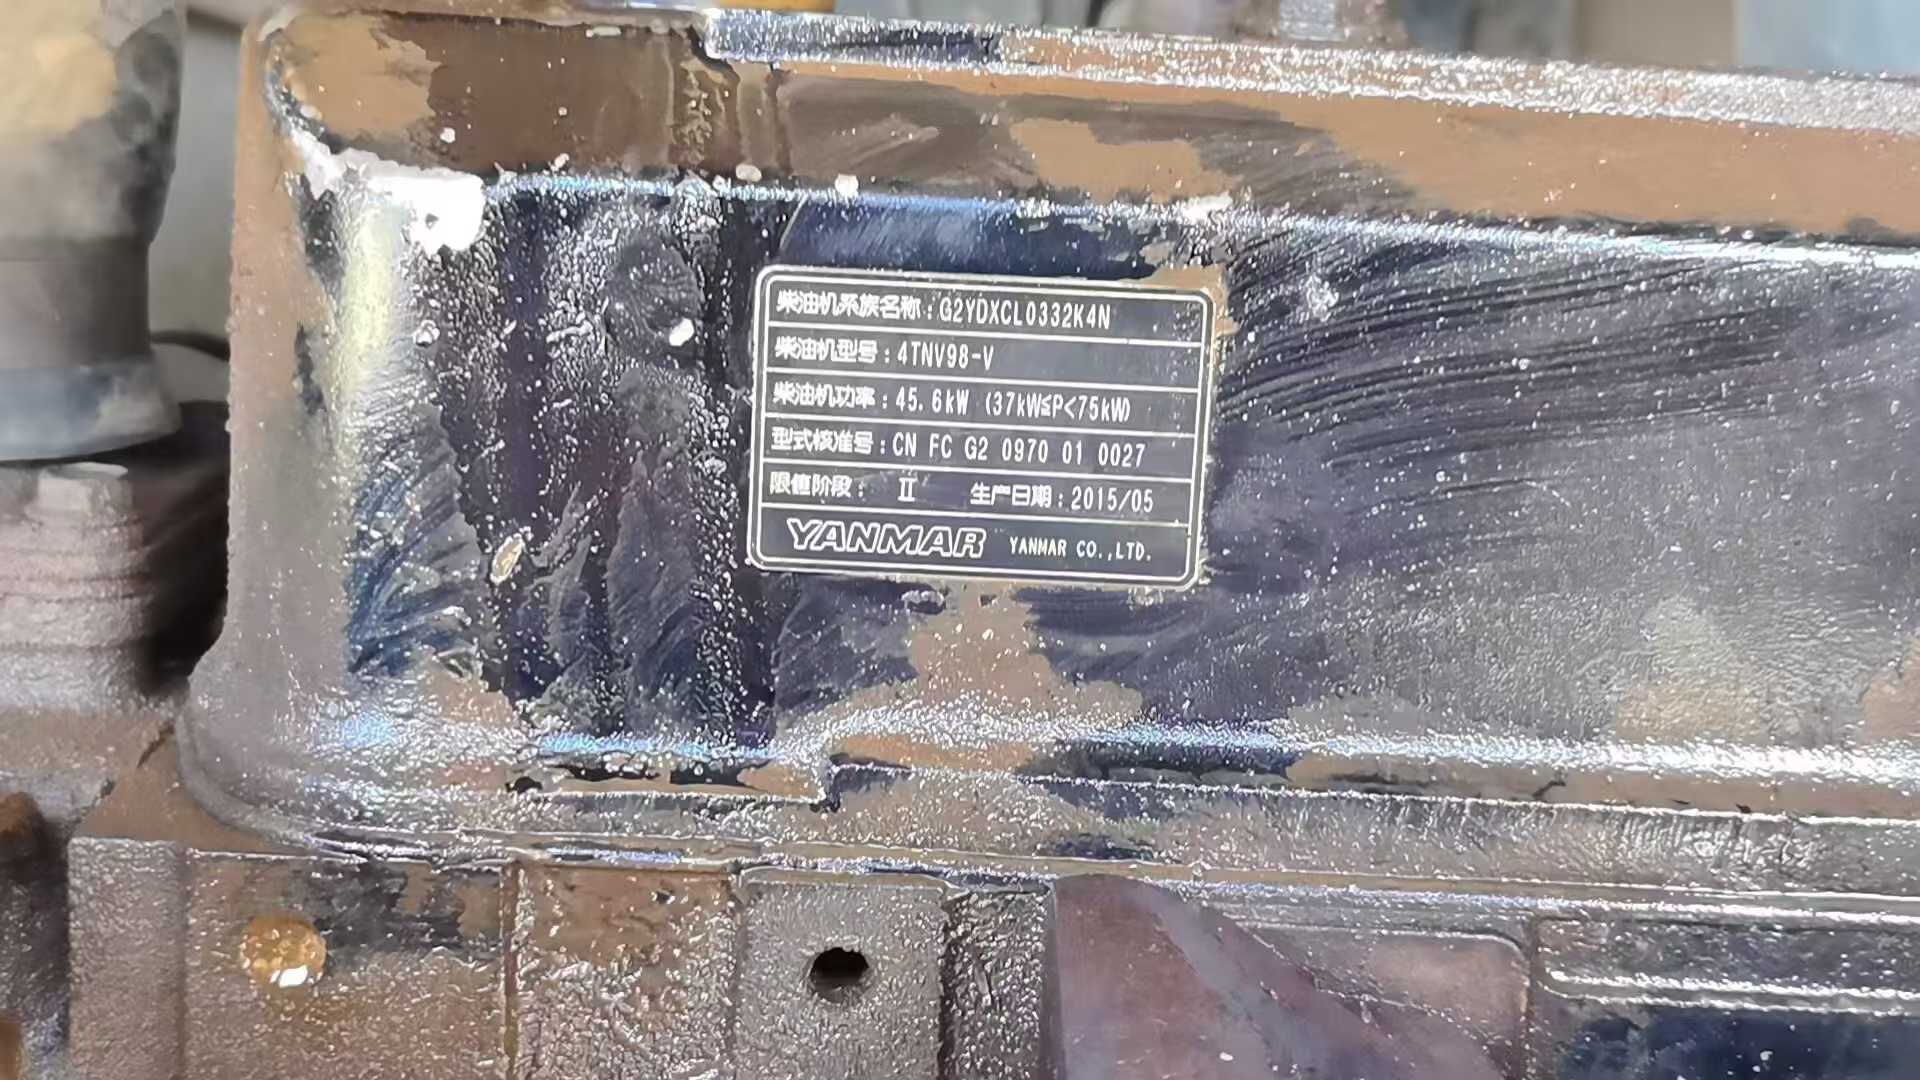 柴油机系族名称：G2YDXCL0332K4N
柴油机型号：4TNV98-V
柴油机功率：45.6kW (37kW≤P<75kW)
型式核准号：CN FC G2 0970 01 0027
限值阶段： Ⅱ 生产日期：2015/05
YANMAR YANMAR CO.,LTD.